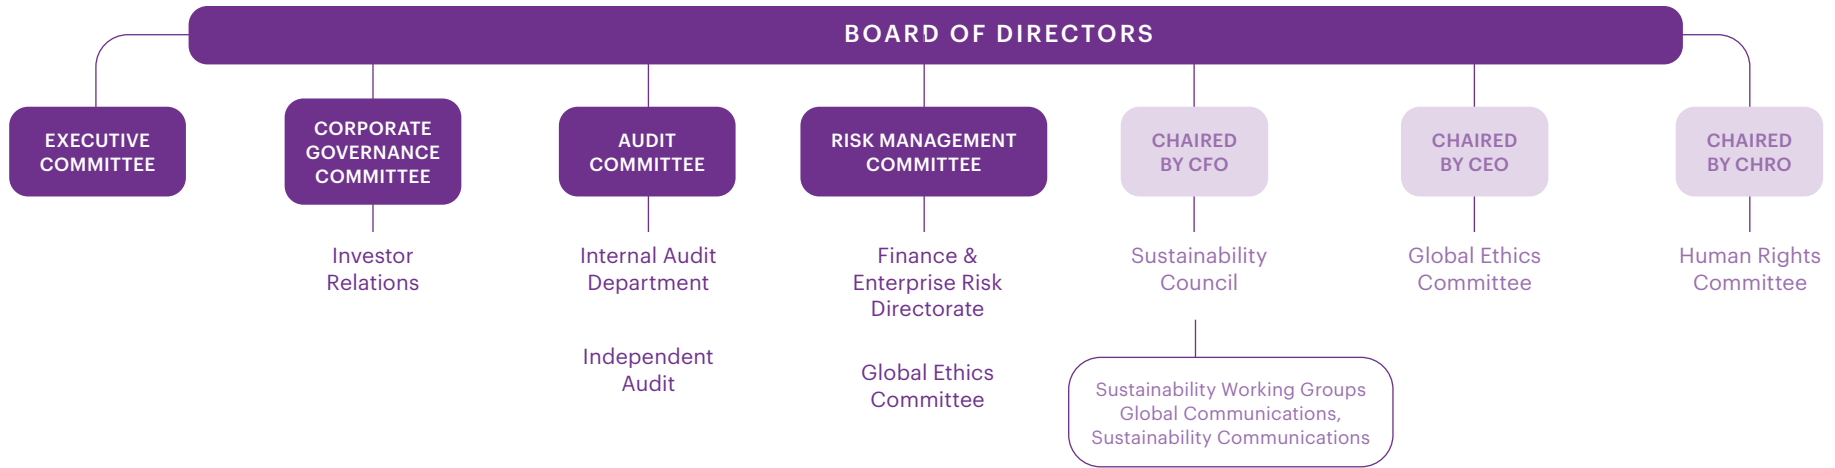 BOARD OF DIRECTORS
EXECUTIVE
COMMITTEE
CORPORATE
GOVERNANCE
COMMITTEE
AUDIT
COMMITTEE
RISK MANAGEMENT
COMMITTEE
CHAIRED
BY CFO
CHAIRED
BY CEO
CHAIRED
BY CHRO
Investor
Relations
Internal Audit
Department
Independent
Audit
Finance &
Enterprise Risk
Directorate
Global Ethics
Committee
Sustainability
Council
Sustainability Working Groups
Global Communications,
Sustainability Communications
Global Ethics
Committee
Human Rights
Committee